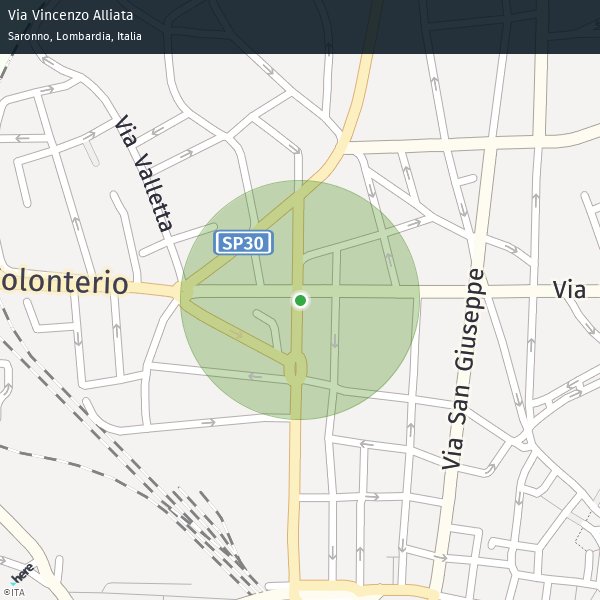 Via Vincenzo Alliata
Saronno, Lombardia, Italia
Via Valletta
SP30
olonterio
Via San Giuseppe
Via
here
©ITA